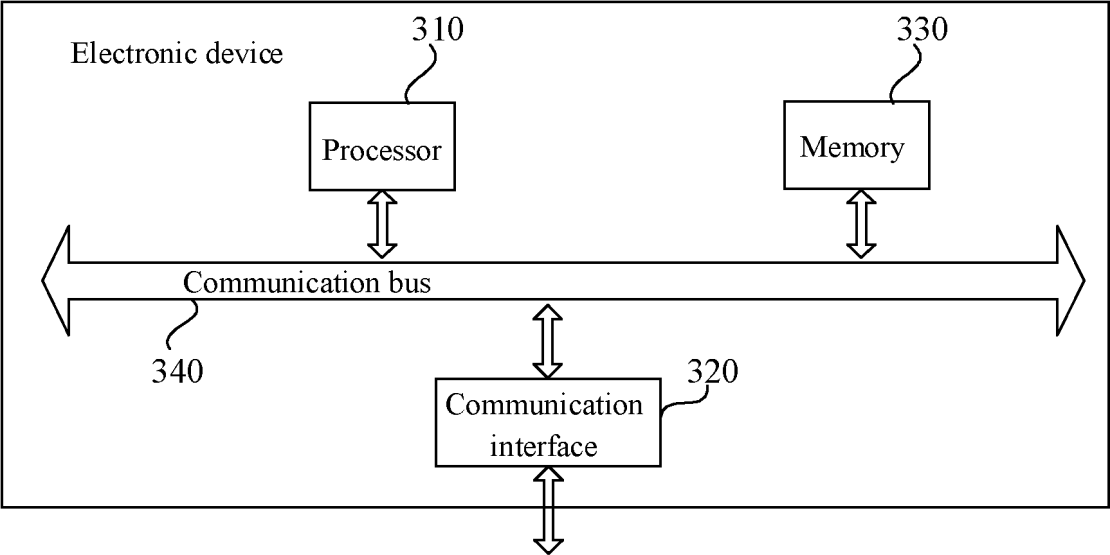 310
330
Electronic device
Processor
Memory
Communication bus
340
320
Communication
interface